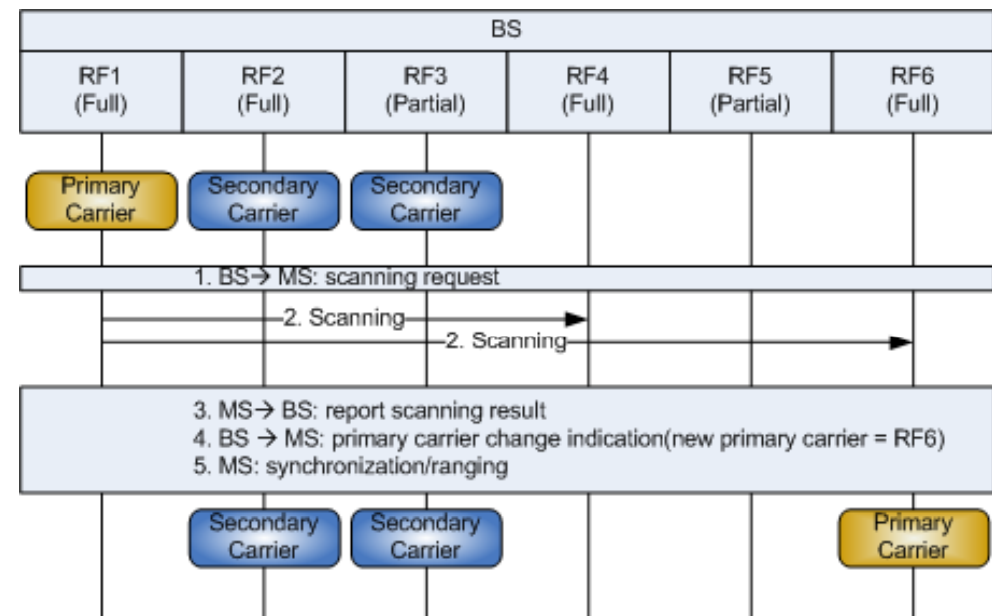 BS
RF1
(Full)
RF2
(Full)
RF3
(Partial)
RF4
(Full)
RF5
(Partial)
RF6
(Full)
Primary
Carrier
Secondary
Carrier
Secondary
Carrier
1. BS→ MS: scanning request
2. Scanning
2. Scanning
3. MS→ BS: report scanning result
4. BS → MS: primary carrier change indication(new primary carrier = RF6)
5. MS: synchronization/ranging
Secondary
Carrier
Secondary
Carrier
Primary
Carrier